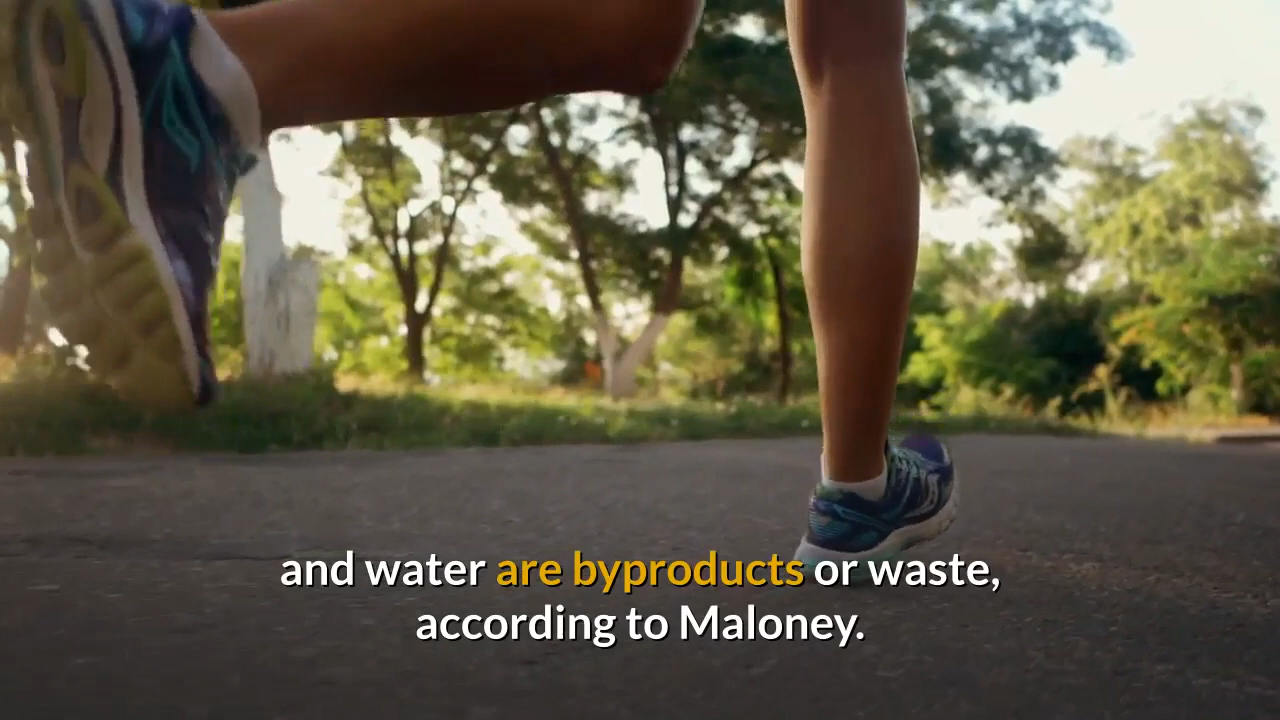 and water are byproducts or waste,
according to Maloney.